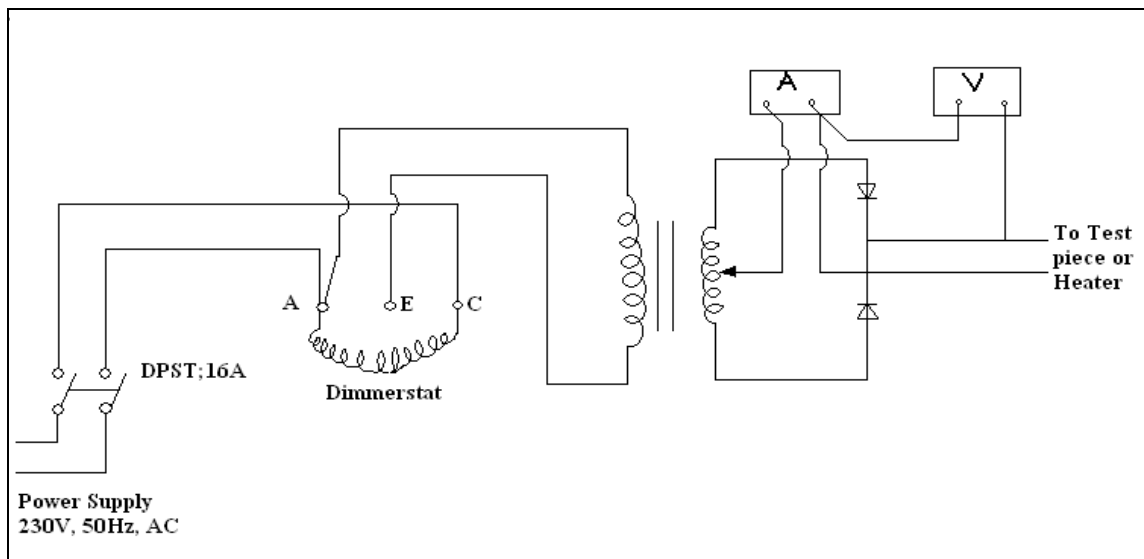 A
V
To Test
piece or
Heater
A
E
C
DPST;16A
Dimmerstat
Power Supply
230V, 50Hz, AC